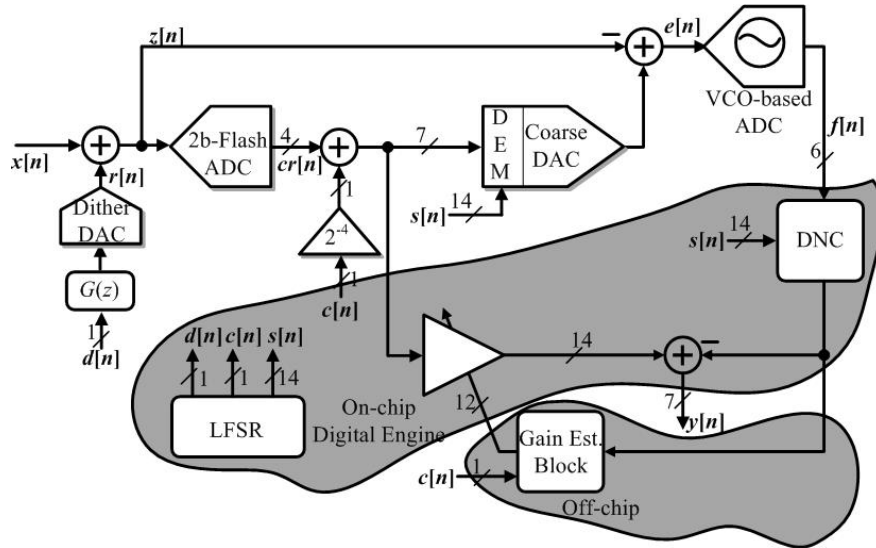 z[n]
e[n]
VCO-based
ADC
f[n]
6
x[n]
r[n]
2b-Flash
ADC
4
cr[n]
7
D
E
M
Coarse
DAC
s[n]
14
Dither
DAC
G(z)
1
d[n]
1
2⁻⁴
1
c[n]
s[n]
14
DNC
d[n]
c[n]
s[n]
1
1
14
LFSR
On-chip
Digital Engine
14
12
7
y[n]
Gain Est.
Block
c[n]
1
Off-chip